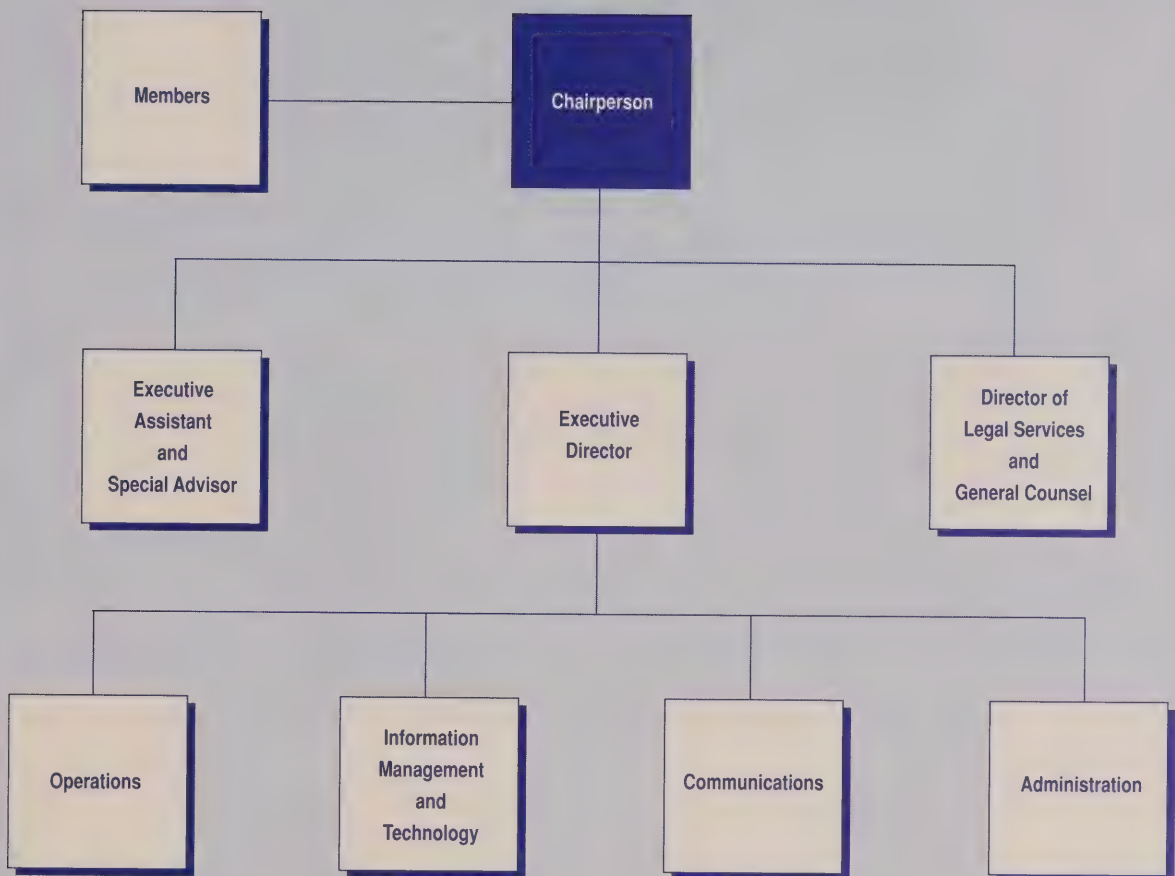 Members
Chairperson
Executive
Assistant
and
Special Advisor
Executive
Director
Director of
Legal Services
and
General Counsel
Operations
Information
Management
and
Technology
Communications
Administration